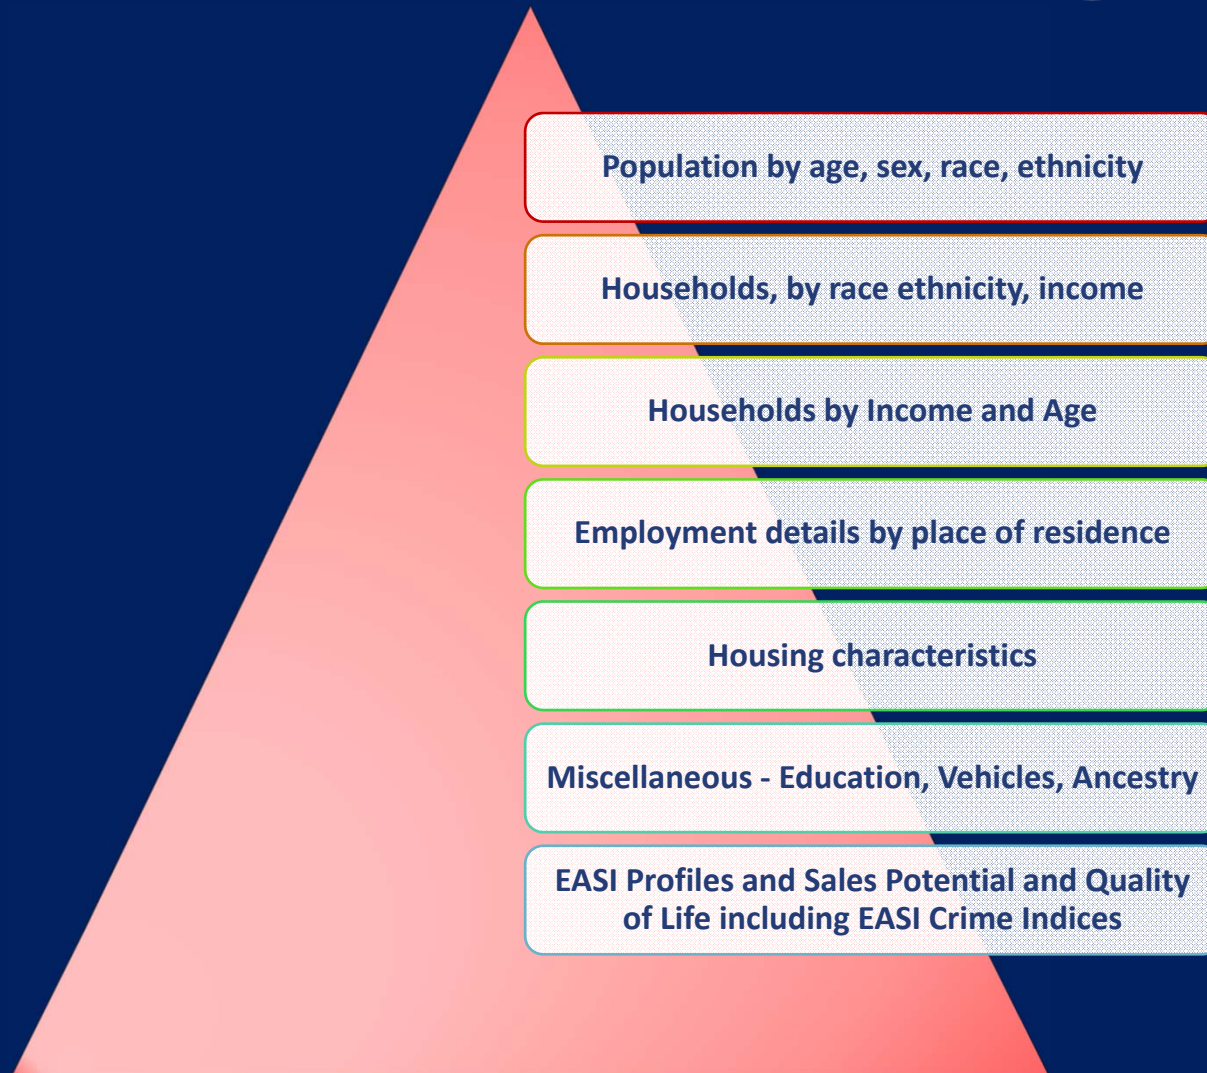 Population by age, sex, race, ethnicity
Households, by race ethnicity, income
Households by Income and Age
Employment details by place of residence
Housing characteristics
Miscellaneous - Education, Vehicles, Ancestry
EASI Profiles and Sales Potential and Quality
of Life including EASI Crime Indices